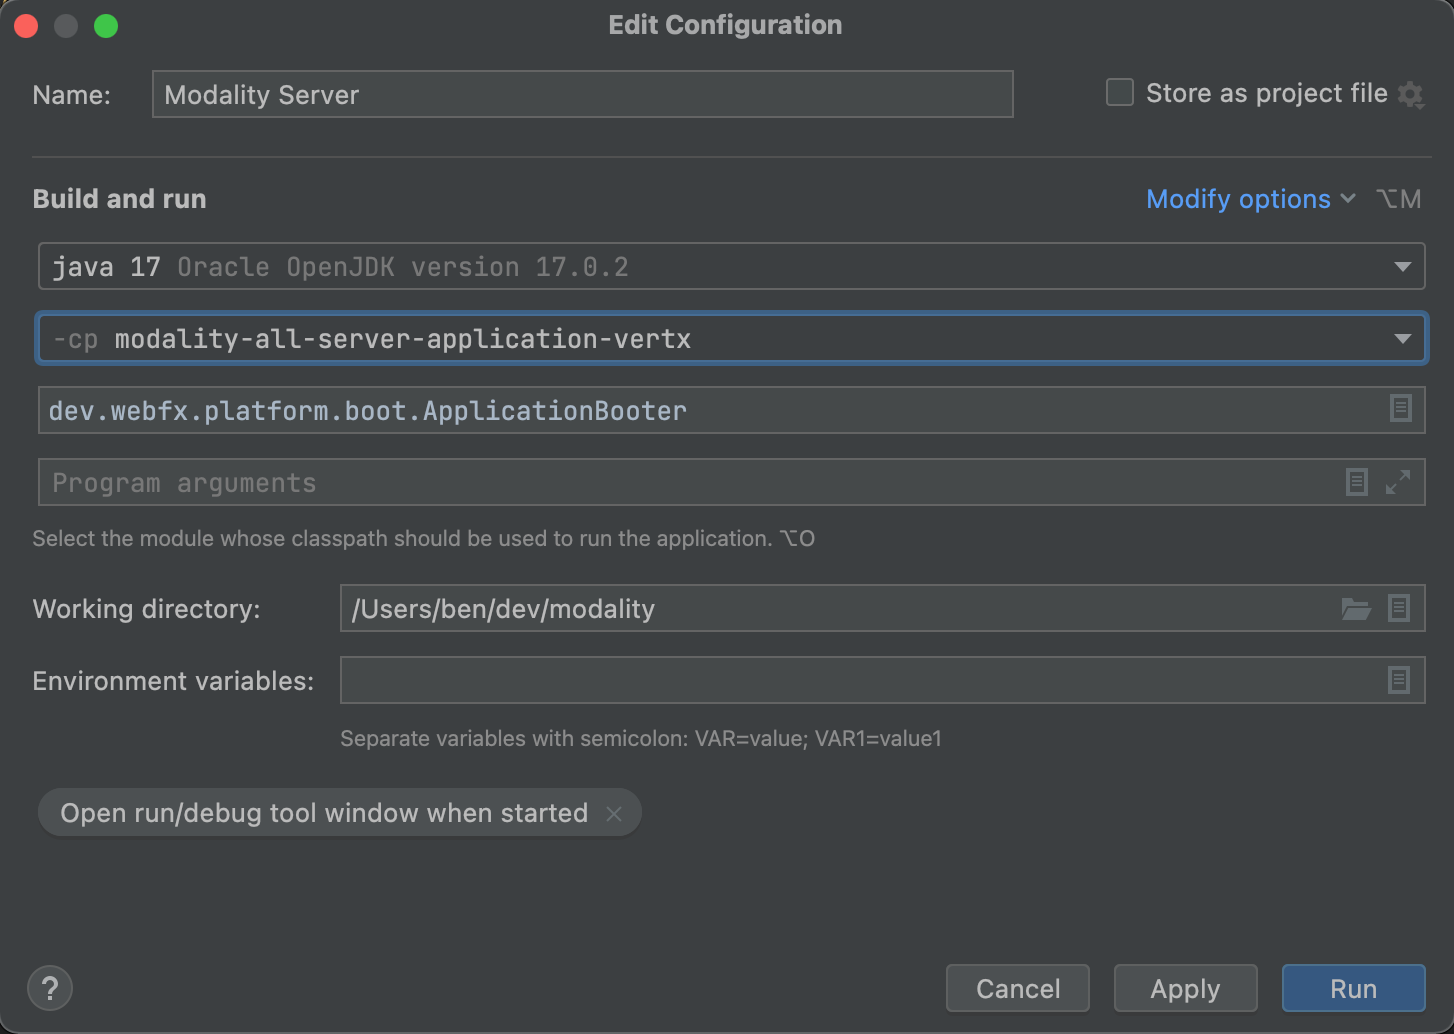 Edit Configuration
Name: Modality Server Store as project file
Build and run Modify options ⌥M
java 17 Oracle OpenJDK version 17.0.2
-cp modality-all-server-application-vertx
dev.webfx.platform.boot.ApplicationBooter
Program arguments
Select the module whose classpath should be used to run the application. ⌥O
Working directory: /Users/ben/dev/modality
Environment variables:
Separate variables with semicolon: VAR=value; VAR1=value1
Open run/debug tool window when started ×
? Cancel Apply Run